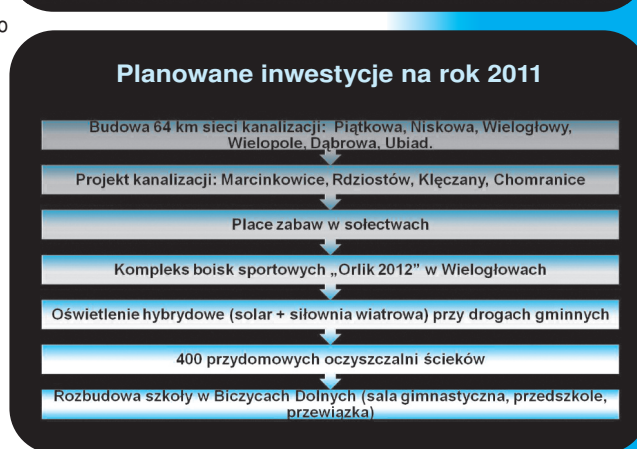 o
Planowane inwestycje na rok 2011
Budowa 64 km sieci kanalizacji: Piątkowa, Niskowa, Wielogłowy,
Wielopole, Dąbrowa, Ubiad.
Projekt kanalizacji: Marcinkowice, Rdziostów, Klęczany, Chomranice
Place zabaw w sołectwach
Kompleks boisk sportowych „Orlik 2012" w Wielogłowach
Oświetlenie hybrydowe (solar + siłownia wiatrowa) przy drogach gminnych
400 przydomowych oczyszczalni ścieków
Rozbudowa szkoły w Biczycach Dolnych (sala gimnastyczna, przedszkole,
przewiązka)